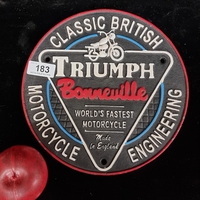 CLASSIC BRITISH
183
TRIUMPH
Bonneville
WORLD'S FASTEST
MOTORCYCLE
Made
in England
MOTORCYCLE
ENGINEERING